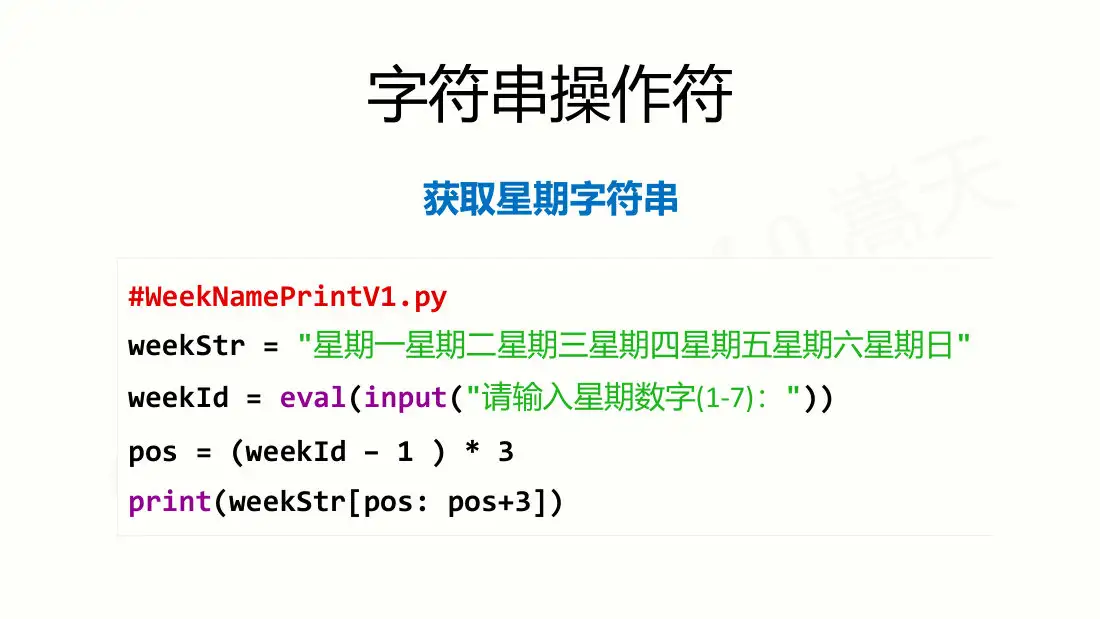 字符串操作符
获取星期字符串
嵩天
#WeekNamePrintV1.py
weekStr = "星期一星期二星期三星期四星期五星期六星期日"
weekId = eval(input("请输入星期数字(1-7)："))
pos = (weekId – 1 ) * 3
print(weekStr[pos: pos+3])